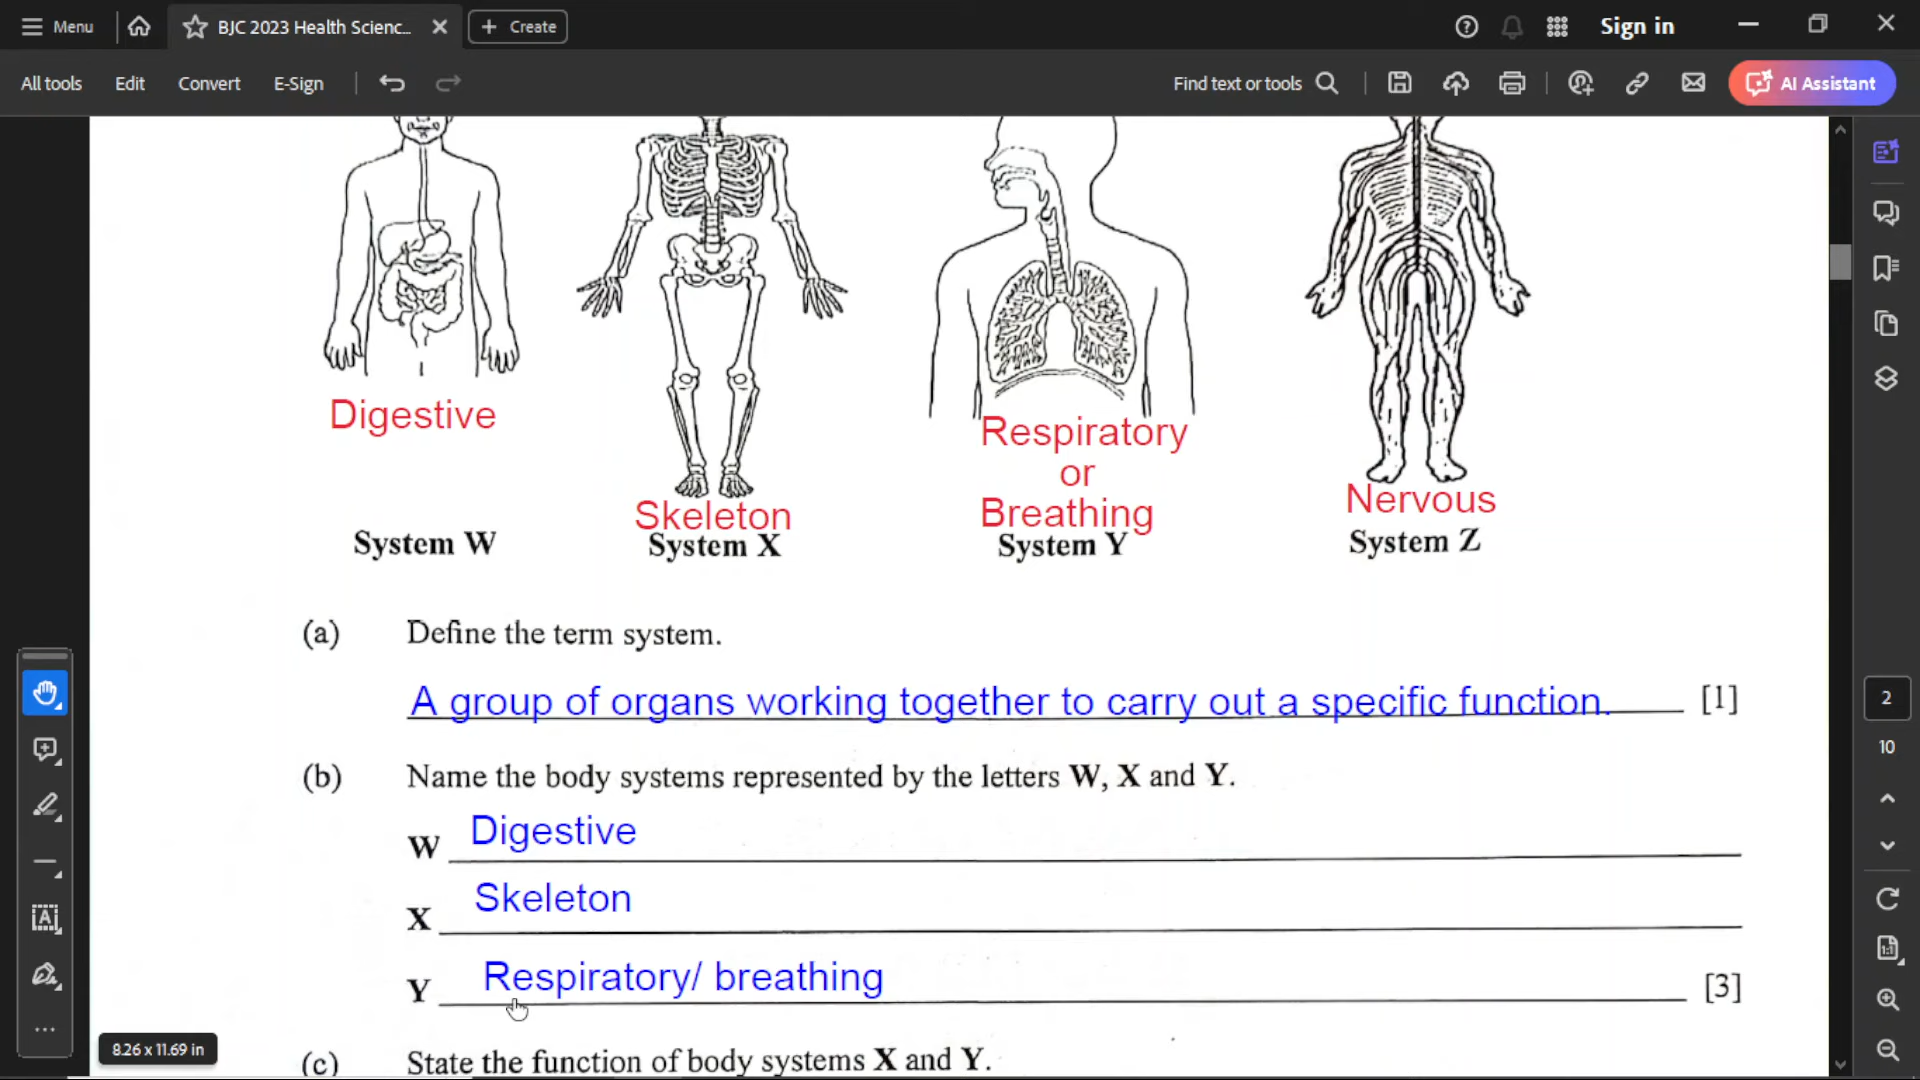 Menu
BJC 2023 Health Scienc...
Create
Sign in
All tools
Edit
Convert
E-Sign
Find text or tools
AI Assistant
Digestive
Skeleton
Respiratory
or
Breathing
Nervous
System W
System X
System Y
System Z
(a) Define the term system.
A group of organs working together to carry out a specific function. [1]
(b) Name the body systems represented by the letters W, X and Y.
W Digestive
X Skeleton
Y Respiratory/ breathing [3]
(c) State the function of body systems X and Y.
2
10
8.26 x 11.69 in